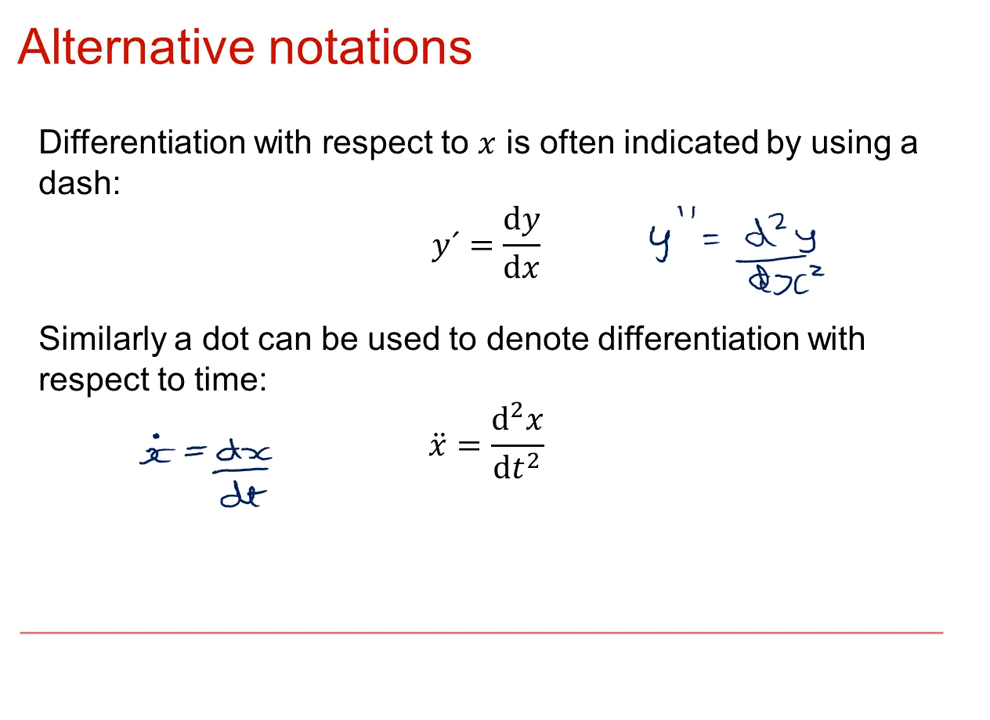 Alternative notations
Differentiation with respect to x is often indicated by using a
dash:
y′ = dy/dx    y'' = d²y/dx²
Similarly a dot can be used to denote differentiation with
respect to time:
ẋ = dx/dt    ẍ = d²x/dt²